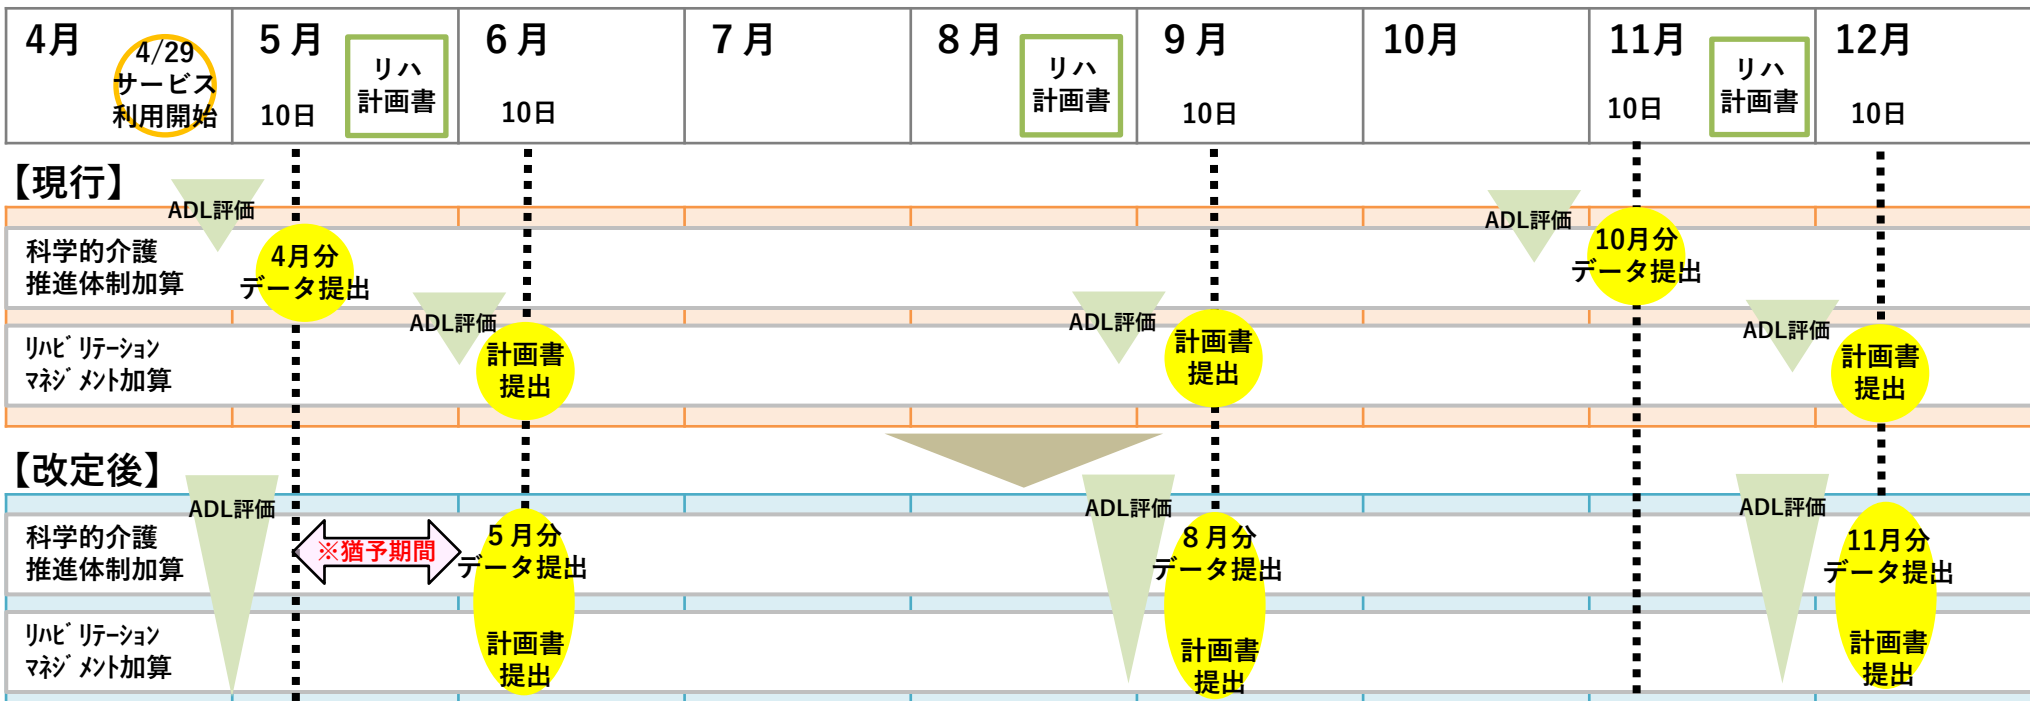 4月
4/29
サービス
利用開始
５月
10日
リハ
計画書
６月
10日
７月
８月
リハ
計画書
９月
10日
10月
11月
10日
リハ
計画書
12月
10日
【現行】
ADL評価
ADL評価
科学的介護
推進体制加算
4月分
データ提出
10月分
データ提出
ADL評価
ADL評価
ADL評価
ﾘﾊﾋﾞﾘﾃｰｼｮﾝ
ﾏﾈｼﾞﾒﾝﾄ加算
計画書
提出
計画書
提出
計画書
提出
【改定後】
ADL評価
ADL評価
ADL評価
科学的介護
推進体制加算
※猶予期間
５月分
データ提出
８月分
データ提出
11月分
データ提出
ﾘﾊﾋﾞﾘﾃｰｼｮﾝ
ﾏﾈｼﾞﾒﾝﾄ加算
計画書
提出
計画書
提出
計画書
提出